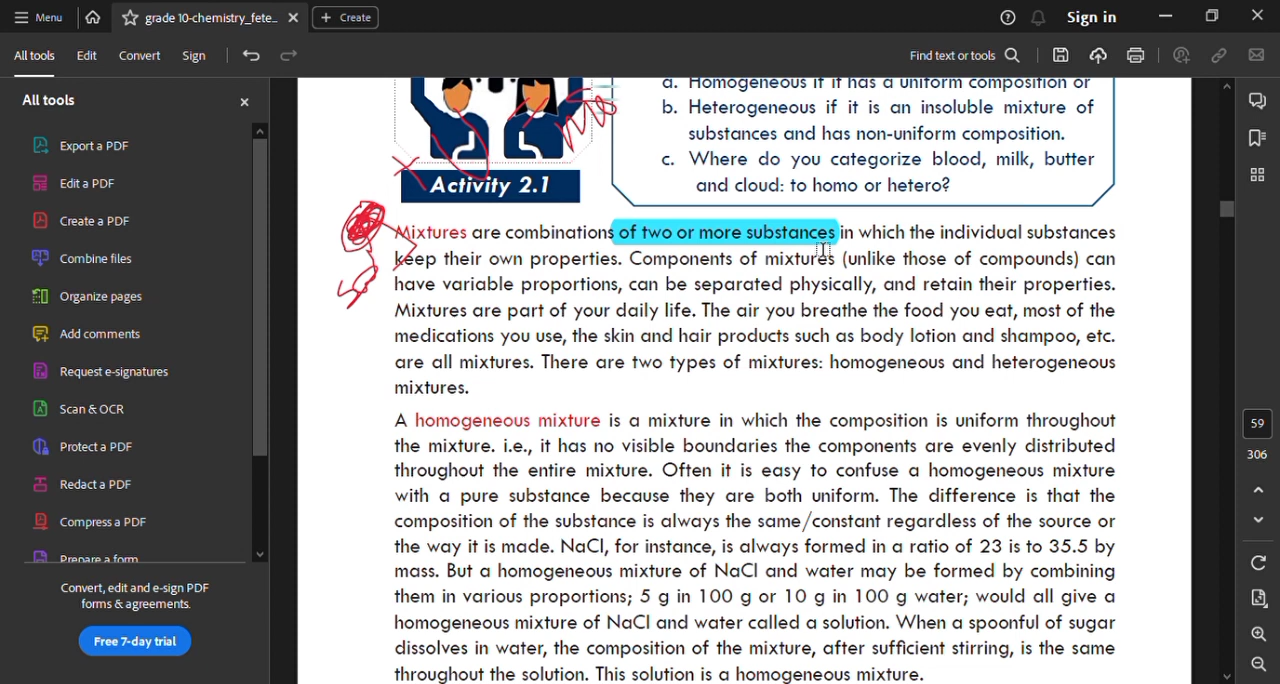 Menu
grade 10-chemistry_fete...
Create
Sign in
All tools
Edit
Convert
Sign
Find text or tools
All tools
Export a PDF
Edit a PDF
Create a PDF
Combine files
Organize pages
Add comments
Request e-signatures
Scan & OCR
Protect a PDF
Redact a PDF
Compress a PDF
Prepare a form
Convert, edit and e-sign PDF
forms & agreements.
Free 7-day trial
a. Homogeneous if it has a uniform composition or
b. Heterogeneous if it is an insoluble mixture of
substances and has non-uniform composition.
c. Where do you categorize blood, milk, butter
and cloud: to homo or hetero?
Activity 2.1
Mixtures are combinations of two or more substances in which the individual substances
keep their own properties. Components of mixtures (unlike those of compounds) can
have variable proportions, can be separated physically, and retain their properties.
Mixtures are part of your daily life. The air you breathe the food you eat, most of the
medications you use, the skin and hair products such as body lotion and shampoo, etc.
are all mixtures. There are two types of mixtures: homogeneous and heterogeneous
mixtures.
A homogeneous mixture is a mixture in which the composition is uniform throughout
the mixture. i.e., it has no visible boundaries the components are evenly distributed
throughout the entire mixture. Often it is easy to confuse a homogeneous mixture
with a pure substance because they are both uniform. The difference is that the
composition of the substance is always the same/constant regardless of the source or
the way it is made. NaCl, for instance, is always formed in a ratio of 23 is to 35.5 by
mass. But a homogeneous mixture of NaCl and water may be formed by combining
them in various proportions; 5 g in 100 g or 10 g in 100 g water; would all give a
homogeneous mixture of NaCl and water called a solution. When a spoonful of sugar
dissolves in water, the composition of the mixture, after sufficient stirring, is the same
throughout the solution. This solution is a homogeneous mixture.
59
306